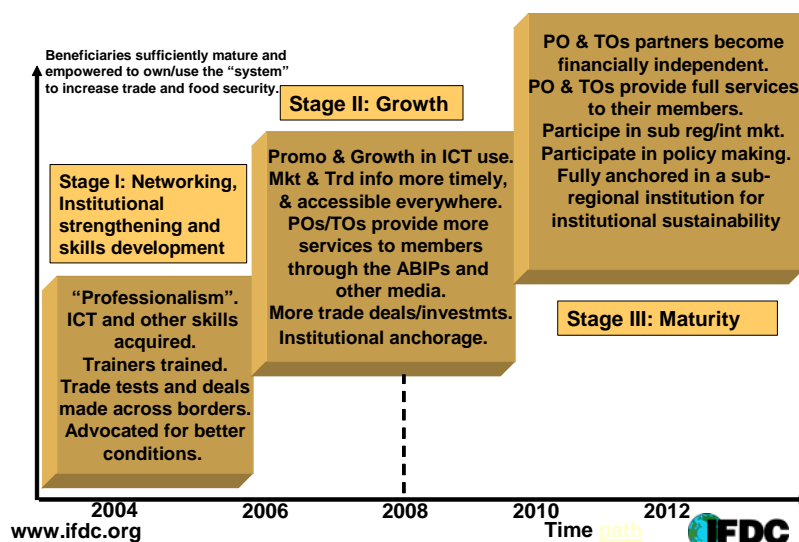 Beneficiaries sufficiently mature and
empowered to own/use the “system”
to increase trade and food security.
Stage I: Networking,
Institutional
strengthening and
skills development
“Professionalism”.
ICT and other skills
acquired.
Trainers trained.
Trade tests and deals
made across borders.
Advocated for better
conditions.
Stage II: Growth
Promo & Growth in ICT use.
Mkt & Trd info more timely,
& accessible everywhere.
POs/TOs provide more
services to members
through the ABIPs and
other media.
More trade deals/investmts.
Institutional anchorage.
PO & TOs partners become
financially independent.
PO & TOs provide full services
to their members.
Participe in sub reg/int mkt.
Participate in policy making.
Fully anchored in a sub-
regional institution for
institutional sustainability
Stage III: Maturity
2004 2006 2008 2010 2012
www.ifdc.org Time path IFDC